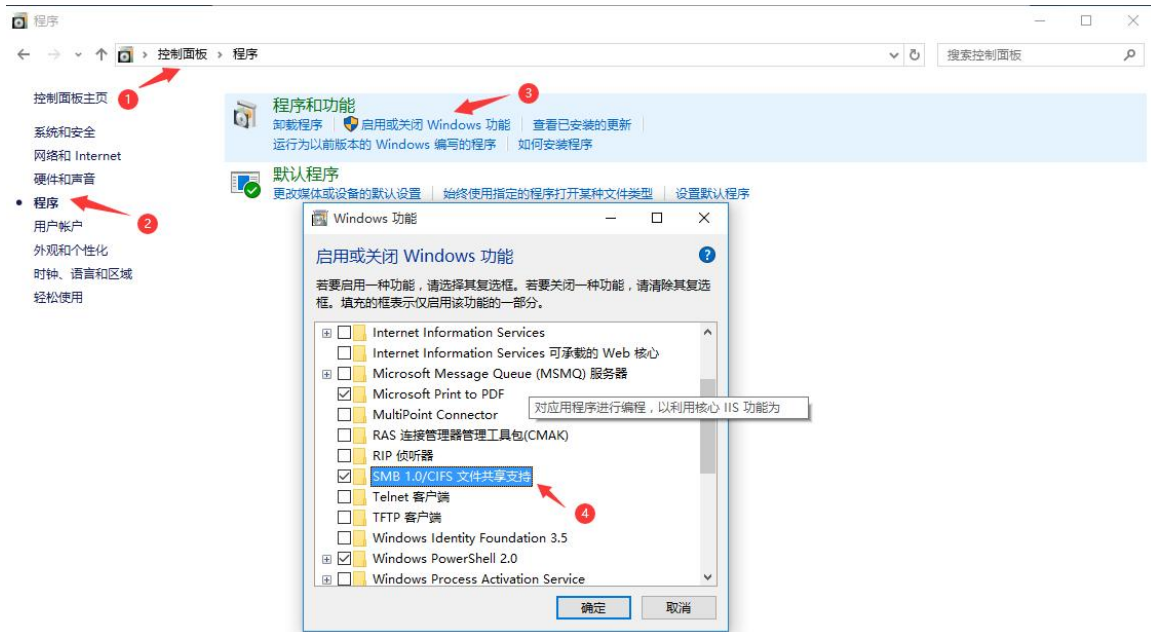 程序
控制面板 › 程序
搜索控制面板
控制面板主页
1
系统和安全
网络和 Internet
硬件和声音
程序
2
用户帐户
外观和个性化
时钟、语言和区域
轻松使用
程序和功能
3
卸载程序
启用或关闭 Windows 功能
查看已安装的更新
运行为以前版本的 Windows 编写的程序
如何安装程序
默认程序
更改媒体或设备的默认设置
始终使用指定的程序打开某种文件类型
设置默认程序
Windows 功能
启用或关闭 Windows 功能
若要启用一种功能，请选择其复选框。若要关闭一种功能，请清除其复选
框。填充的框表示仅启用该功能的一部分。
Internet Information Services
Internet Information Services 可承载的 Web 核心
Microsoft Message Queue (MSMQ) 服务器
Microsoft Print to PDF
对应用程序进行编程，以利用核心 IIS 功能为
MultiPoint Connector
RAS 连接管理器管理工具包(CMAK)
RIP 侦听器
SMB 1.0/CIFS 文件共享支持
4
Telnet 客户端
TFTP 客户端
Windows Identity Foundation 3.5
Windows PowerShell 2.0
Windows Process Activation Service
确定
取消